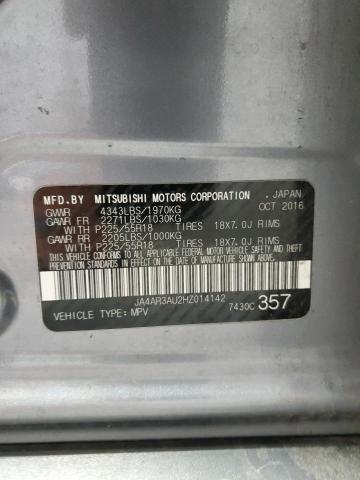 MFD.BY MITSUBISHI MOTORS CORPORATION JAPAN
GVWR 4343LBS/1970KG OCT 2016
GAWR FR 2271LBS/1030KG
WITH P225/55R18 TIRES 18X7.0J RIMS
GAWR RR 2205LBS/1000KG
WITH P225/55R18 TIRES 18X7.0J RIMS
THIS VEHICLE CONFORMS TO ALL APPLICABLE
FEDERAL MOTOR VEHICLE SAFETY STANDARDS IN
EFFECT ON THE DATE OF MANUFACTURE SHOWN ABOVE.
JA4AR3AU2HZ014142
VEHICLE TYPE: MPV 7430C 357